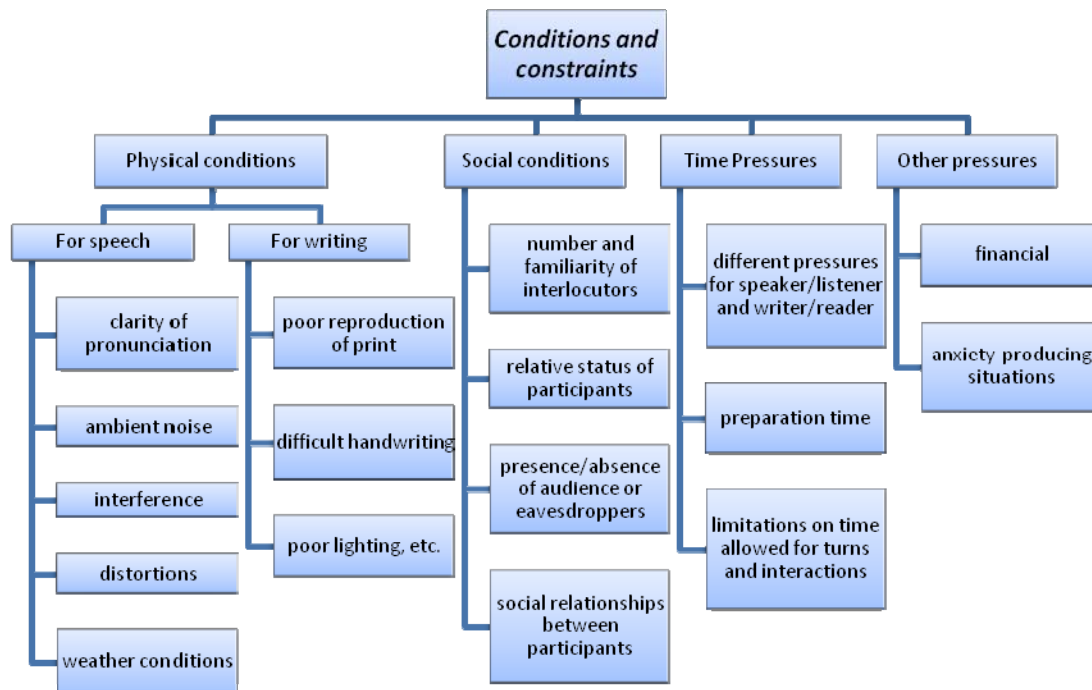 Conditions and
constraints
Physical conditions
Social conditions
Time Pressures
Other pressures
For speech
For writing
clarity of
pronunciation
ambient noise
interference
distortions
weather conditions
poor reproduction
of print
difficult handwriting
poor lighting, etc.
number and
familiarity of
interlocutors
relative status of
participants
presence/absence
of audience or
eavesdroppers
social relationships
between
participants
different pressures
for speaker/listener
and writer/reader
preparation time
limitations on time
allowed for turns
and interactions
financial
anxiety producing
situations